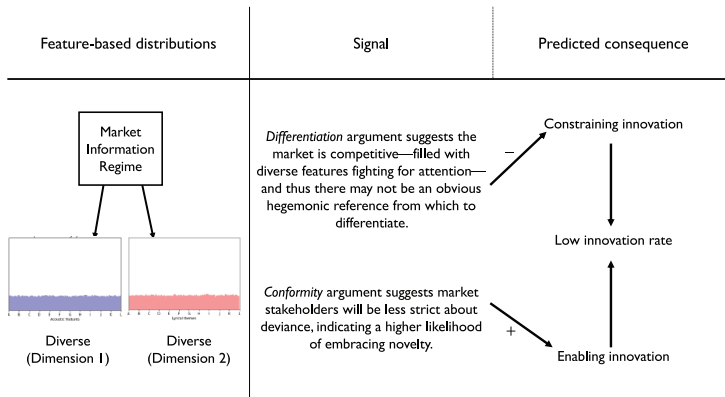 Feature-based distributions
Signal
Predicted consequence
Market
Information
Regime
Diverse
(Dimension 1)
Diverse
(Dimension 2)
Differentiation argument suggests the
market is competitive—filled with
diverse features fighting for attention—
and thus there may not be an obvious
hegemonic reference from which to
differentiate.
Conformity argument suggests market
stakeholders will be less strict about
deviance, indicating a higher likelihood
of embracing novelty.
–
+
Constraining innovation
Low innovation rate
Enabling innovation